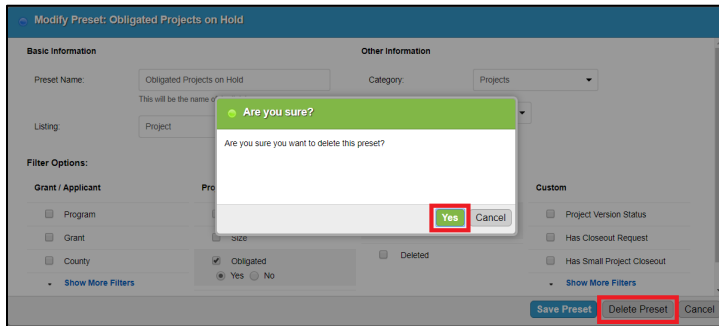 Modify Preset: Obligated Projects on Hold
Basic Information
Other Information
Preset Name:
Obligated Projects on Hold
Category:
Projects
This will be the name of
Listing:
Project
Are you sure?
Are you sure you want to delete this preset?
Yes
Cancel
Filter Options:
Grant / Applicant
Pro
Custom
Program
Project Version Status
Grant
Size
Has Closeout Request
County
Obligated
Deleted
Has Small Project Closeout
Yes
No
Show More Filters
Show More Filters
Save Preset
Delete Preset
Cancel